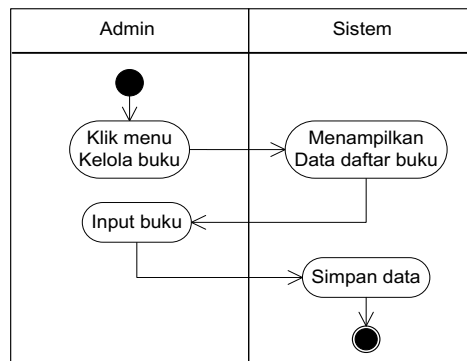 Admin
Sistem
Klik menu
Kelola buku
Menampilkan
Data daftar buku
Input buku
Simpan data